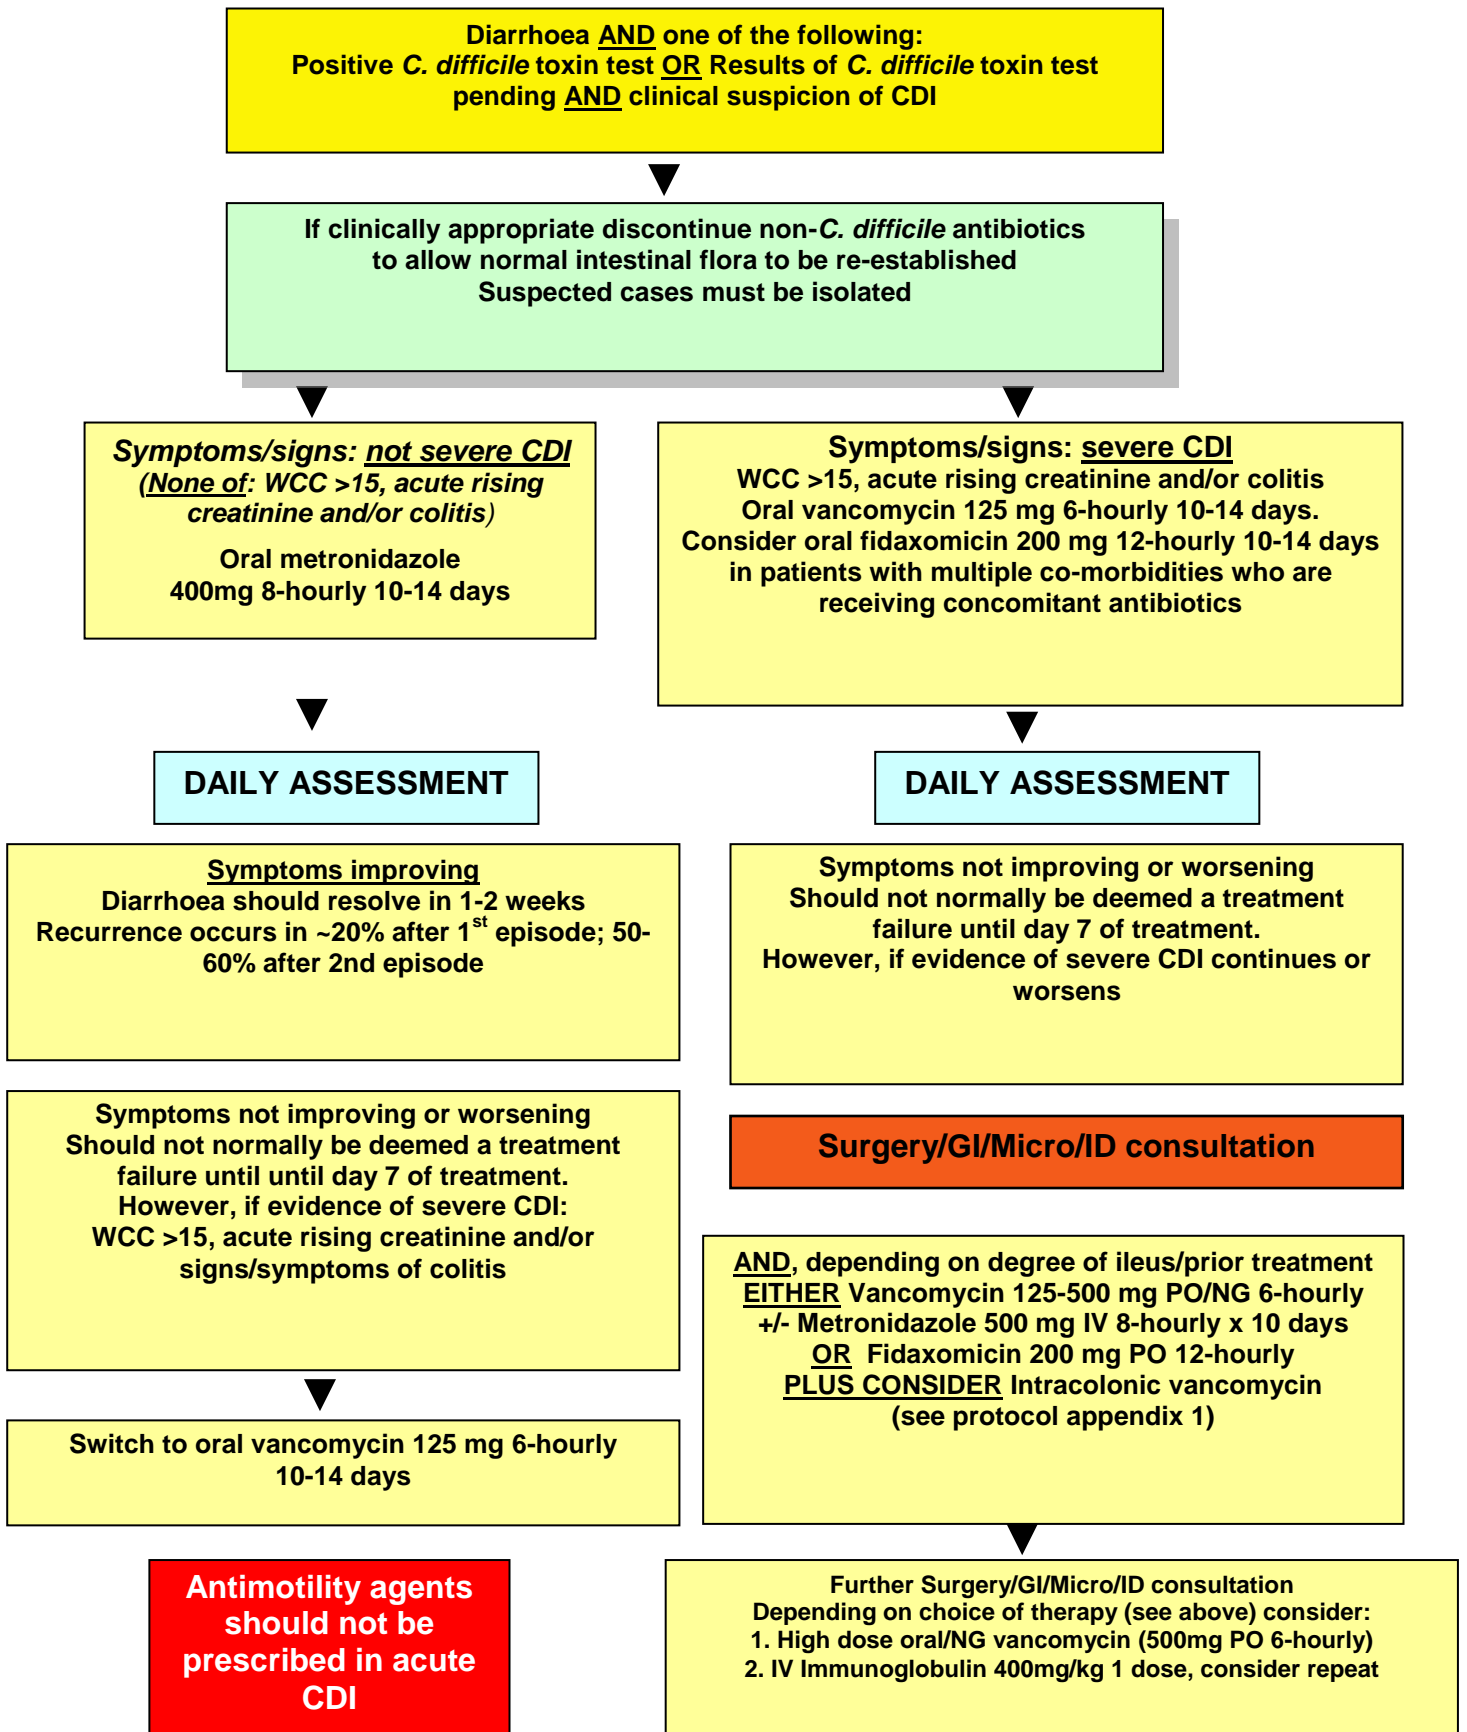 Diarrhoea AND one of the following:
Positive C. difficile toxin test OR Results of C. difficile toxin test
pending AND clinical suspicion of CDI
If clinically appropriate discontinue non-C. difficile antibiotics
to allow normal intestinal flora to be re-established
Suspected cases must be isolated
Symptoms/signs: not severe CDI
(None of: WCC >15, acute rising
creatinine and/or colitis)
Oral metronidazole
400mg 8-hourly 10-14 days
Symptoms/signs: severe CDI
WCC >15, acute rising creatinine and/or colitis
Oral vancomycin 125 mg 6-hourly 10-14 days.
Consider oral fidaxomicin 200 mg 12-hourly 10-14 days
in patients with multiple co-morbidities who are
receiving concomitant antibiotics
DAILY ASSESSMENT
DAILY ASSESSMENT
Symptoms improving
Diarrhoea should resolve in 1-2 weeks
Recurrence occurs in ~20% after 1st episode; 50-
60% after 2nd episode
Symptoms not improving or worsening
Should not normally be deemed a treatment
failure until day 7 of treatment.
However, if evidence of severe CDI continues or
worsens
Symptoms not improving or worsening
Should not normally be deemed a treatment
failure until until day 7 of treatment.
However, if evidence of severe CDI:
WCC >15, acute rising creatinine and/or
signs/symptoms of colitis
Surgery/GI/Micro/ID consultation
AND, depending on degree of ileus/prior treatment
EITHER Vancomycin 125-500 mg PO/NG 6-hourly
+/- Metronidazole 500 mg IV 8-hourly x 10 days
OR Fidaxomicin 200 mg PO 12-hourly
PLUS CONSIDER Intracolonic vancomycin
(see protocol appendix 1)
Switch to oral vancomycin 125 mg 6-hourly
10-14 days
Antimotility agents
should not be
prescribed in acute
CDI
Further Surgery/GI/Micro/ID consultation
Depending on choice of therapy (see above) consider:
1. High dose oral/NG vancomycin (500mg PO 6-hourly)
2. IV Immunoglobulin 400mg/kg 1 dose, consider repeat